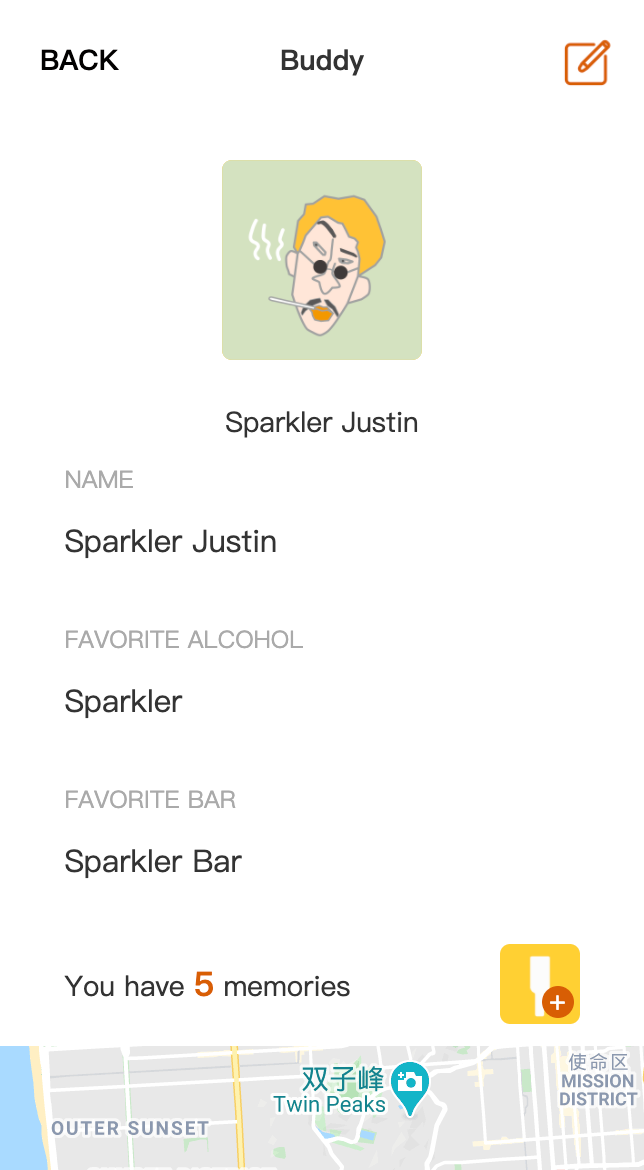 BACK
Buddy
Sparkler Justin
NAME
Sparkler Justin
FAVORITE ALCOHOL
Sparkler
FAVORITE BAR
Sparkler Bar
You have 5 memories
双子峰
Twin Peaks
使命区
MISSION
DISTRICT
OUTER SUNSET